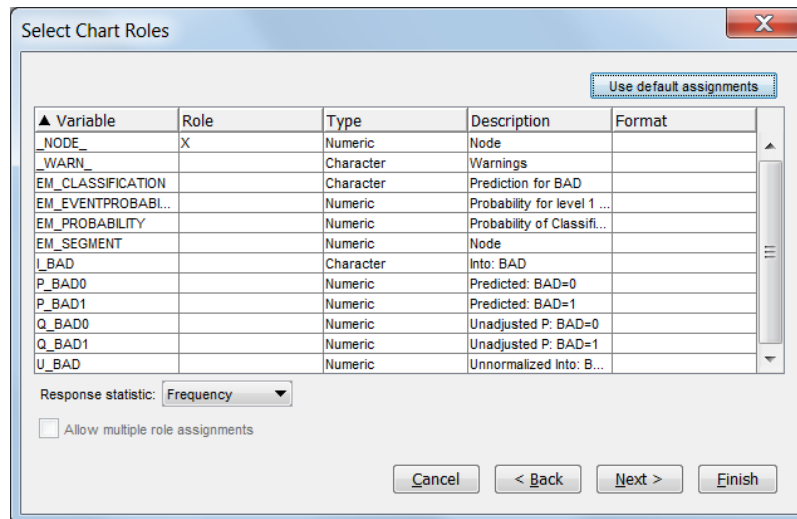 Select Chart Roles
X
Use default assignments
▲ Variable Role Type Description Format
_NODE_ X Numeric Node
_WARN_ Character Warnings
EM_CLASSIFICATION Character Prediction for BAD
EM_EVENTPROBABI... Numeric Probability for level 1 ...
EM_PROBABILITY Numeric Probability of Classifi...
EM_SEGMENT Numeric Node
I_BAD Character Into: BAD
P_BAD0 Numeric Predicted: BAD=0
P_BAD1 Numeric Predicted: BAD=1
Q_BAD0 Numeric Unadjusted P: BAD=0
Q_BAD1 Numeric Unadjusted P: BAD=1
U_BAD Numeric Unnormalized Into: B...
Response statistic: Frequency
Allow multiple role assignments
Cancel < Back Next > Finish